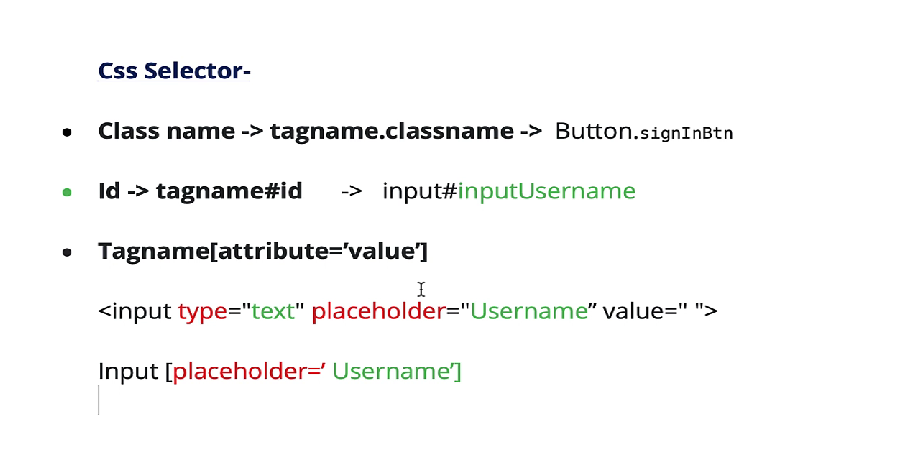 Css Selector-
• Class name -> tagname.classname -> Button.signInBtn
• Id -> tagname#id -> input#inputUsername
• Tagname[attribute=’value’]
<input type="text" placeholder="Username” value=" ">
Input [placeholder=’ Username’]